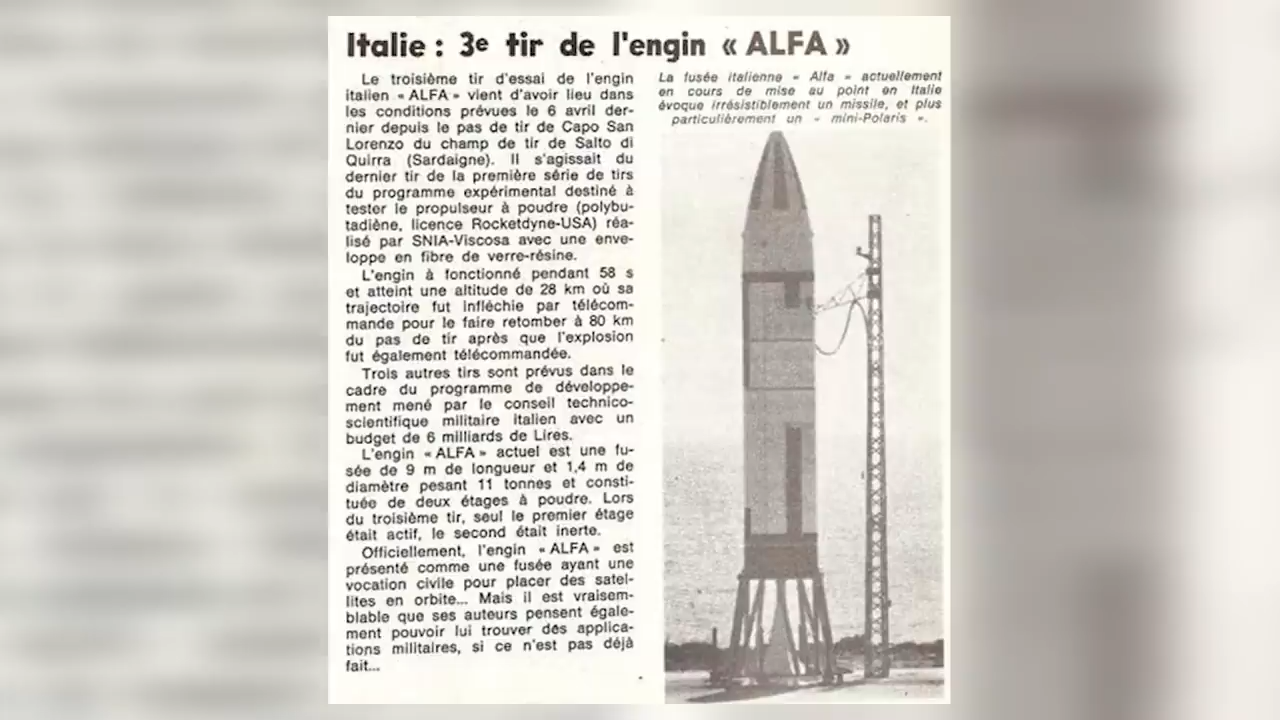 Italie : 3e tir de l'engin « ALFA »
Le troisième tir d'essai de l'engin
italien « ALFA » vient d'avoir lieu dans
les conditions prévues le 6 avril der-
nier depuis le pas de tir de Capo San
Lorenzo du champ de tir de Salto di
Quirra (Sardaigne). Il s'agissait du
dernier tir de la première série de tirs
du programme expérimental destiné à
tester le propulseur à poudre (polybu-
tadiène, licence Rocketdyne-USA) réa-
lisé par SNIA-Viscosa avec une enve-
loppe en fibre de verre-résine.
L'engin à fonctionné pendant 58 s
et atteint une altitude de 28 km où sa
trajectoire fut infléchie par télécom-
mande pour le faire retomber à 80 km
du pas de tir après que l'explosion
fut également télécommandée.
Trois autres tirs sont prévus dans le
cadre du programme de développe-
ment mené par le conseil technico-
scientifique militaire italien avec un
budget de 6 milliards de Lires.
L'engin « ALFA » actuel est une fu-
sée de 9 m de longueur et 1,4 m de
diamètre pesant 11 tonnes et consti-
tuée de deux étages à poudre. Lors
du troisième tir, seul le premier étage
était actif, le second était inerte.
Officiellement, l'engin « ALFA » est
présenté comme une fusée ayant une
vocation civile pour placer des satel-
lites en orbite... Mais il est vraisem-
blable que ses auteurs pensent égale-
ment pouvoir lui trouver des applica-
tions militaires, si ce n'est pas déjà
fait...
La fusée italienne « Alfa » actuellement
en cours de mise au point en Italie
évoque irrésistiblement un missile, et plus
particulièrement un « mini-Polaris ».